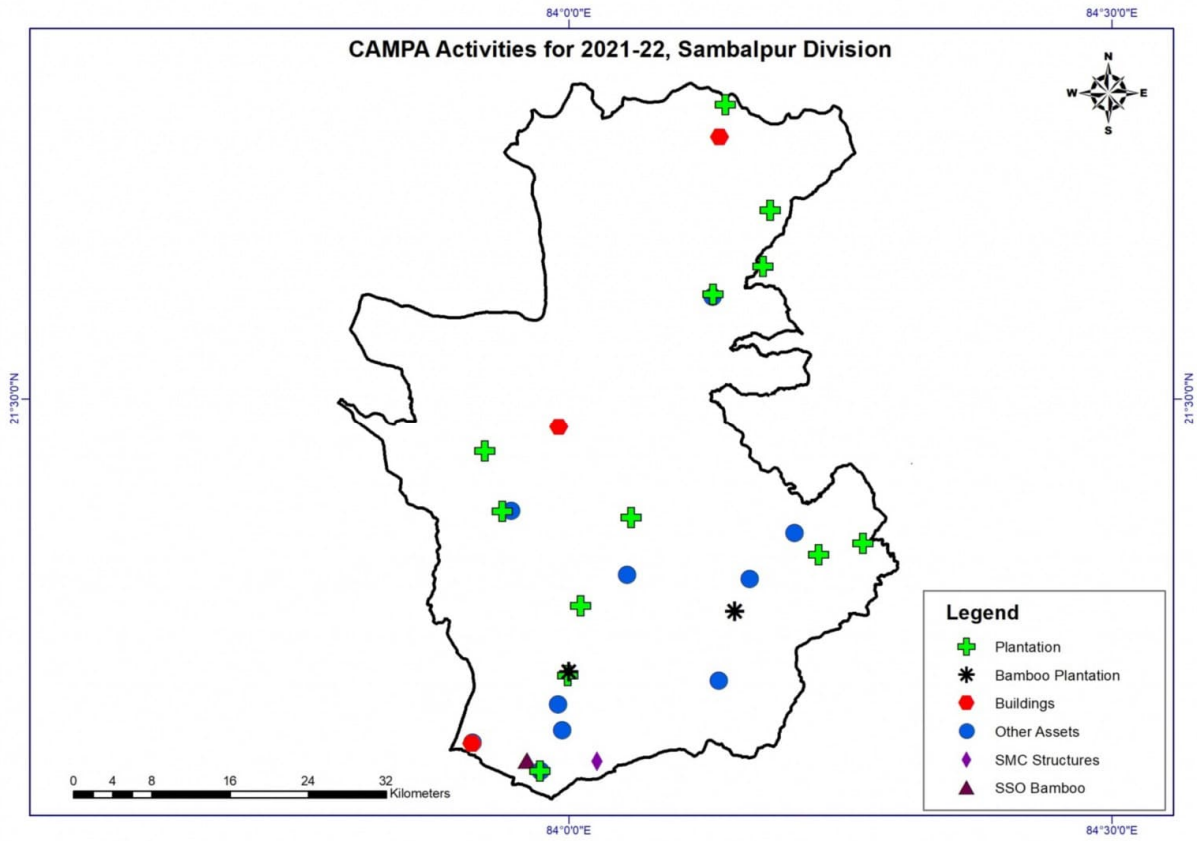 84°0'0"E
84°30'0"E
CAMPA Activities for 2021-22, Sambalpur Division
N
W
E
S
21°30'0"N
21°30'0"N
Legend
Plantation
Bamboo Plantation
Buildings
Other Assets
SMC Structures
SSO Bamboo
0 4 8 16 24 32
Kilometers
84°0'0"E
84°30'0"E